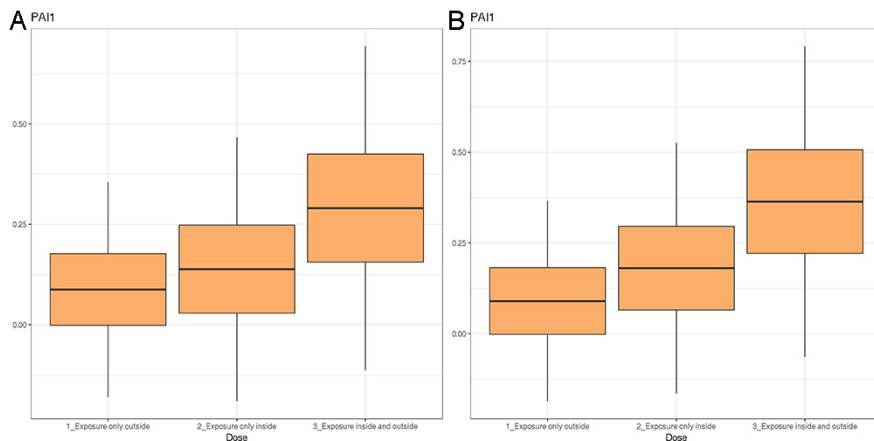 A PAI1
0.50
0.25
0.00
1_Exposure only outside 2_Exposure only inside 3_Exposure inside and outside
Dose
B PAI1
0.75
0.50
0.25
0.00
1_Exposure only outside 2_Exposure only inside 3_Exposure inside and outside
Dose